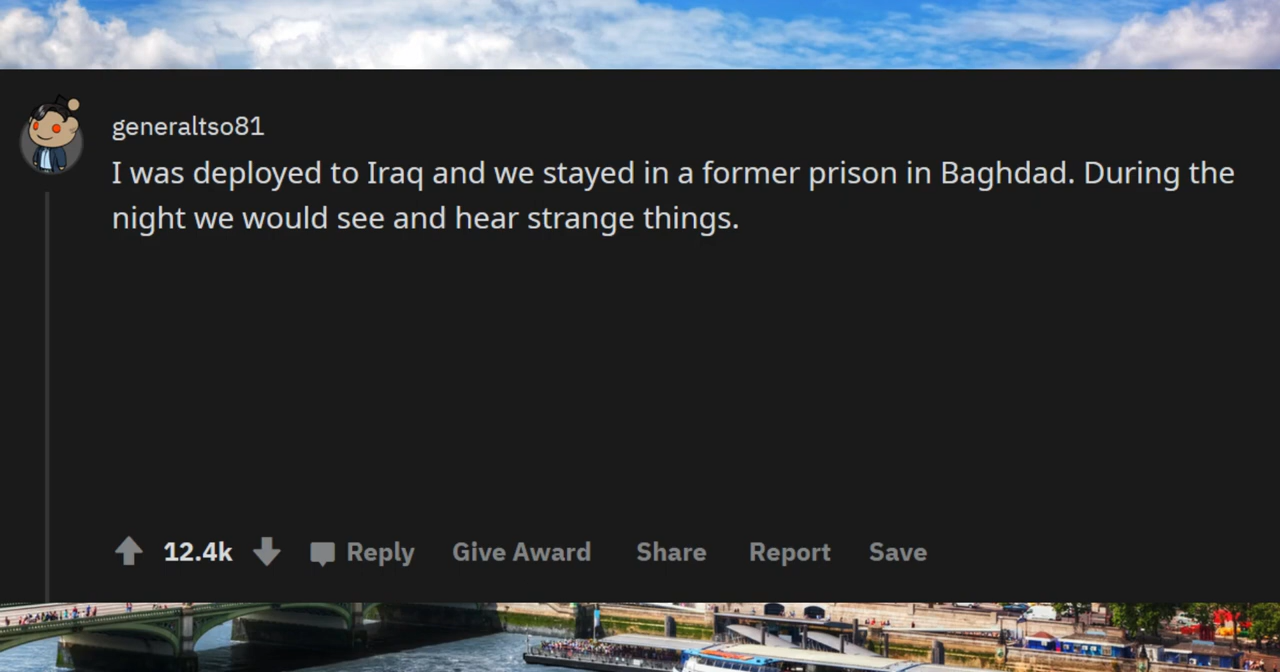 generaltso81
I was deployed to Iraq and we stayed in a former prison in Baghdad. During the
night we would see and hear strange things.
12.4k Reply Give Award Share Report Save